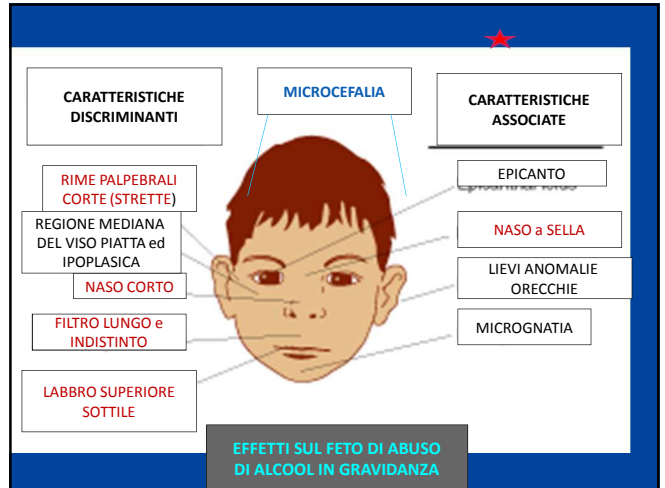 CARATTERISTICHE
DISCRIMINANTI
MICROCEFALIA
CARATTERISTICHE
ASSOCIATE
RIME PALPEBRALI
CORTE (STRETTE)
REGIONE MEDIANA
DEL VISO PIATTA ed
IPOPLASICA
NASO CORTO
FILTRO LUNGO e
INDISTINTO
LABBRO SUPERIORE
SOTTILE
EPICANTO
NASO a SELLA
LIEVI ANOMALIE
ORECCHIE
MICROGNATIA
EFFETTI SUL FETO DI ABUSO
DI ALCOOL IN GRAVIDANZA